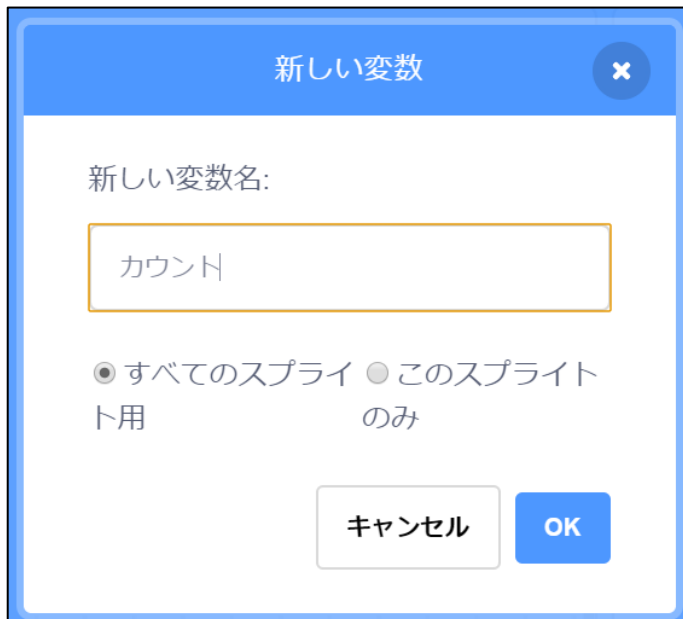 新しい変数
新しい変数名:
カウント
すべてのスプライ
ト用
このスプライト
のみ
キャンセル
OK